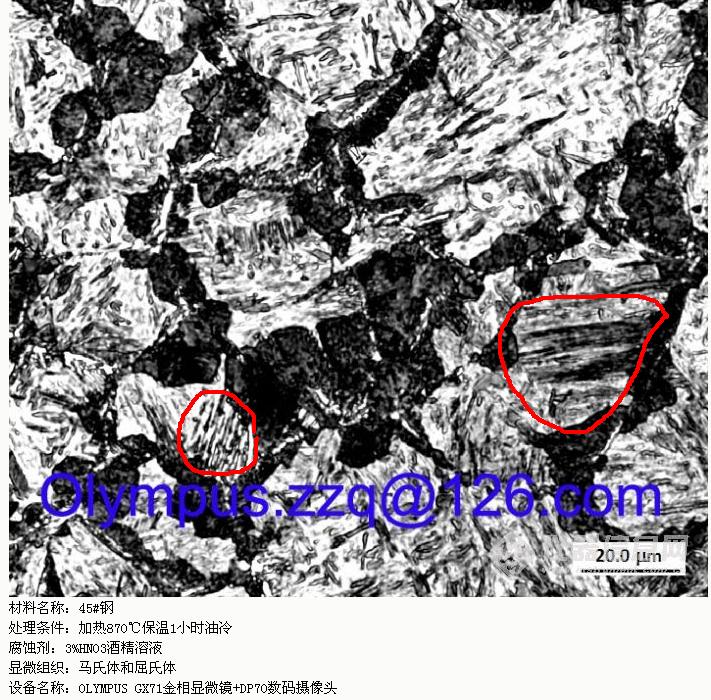 Olympus.zzq@126.com
20.0 μm
材料名称：45#钢
处理条件：加热870℃保温1小时油冷
腐蚀剂：3%HNO3酒精溶液
显微组织：马氏体和屈氏体
设备名称：OLYMPUS GX71金相显微镜+DP70数码摄像头